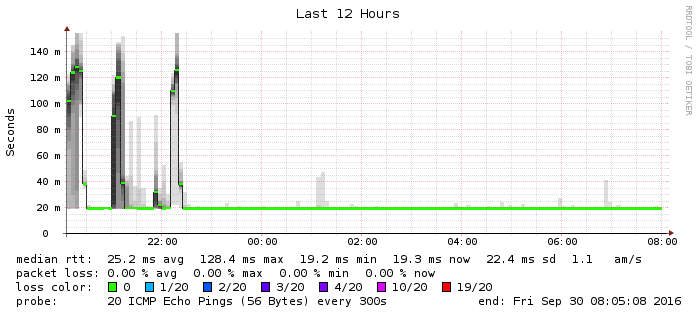 Last 12 Hours
RRDTOOL / TOBI OETIKER
Seconds
140 m
120 m
100 m
80 m
60 m
40 m
20 m
0
22:00 00:00 02:00 04:00 06:00 08:00
median rtt: 25.2 ms avg 128.4 ms max 19.2 ms min 19.3 ms now 22.4 ms sd 1.1 am/s
packet loss: 0.00 % avg 0.00 % max 0.00 % min 0.00 % now
loss color: 0 1/20 2/20 3/20 4/20 10/20 19/20
probe: 20 ICMP Echo Pings (56 Bytes) every 300s end: Fri Sep 30 08:05:08 2016